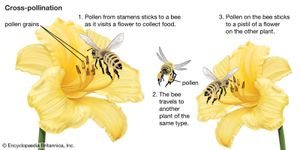 Cross-pollination
1. Pollen from stamens sticks to a bee
as it visits a flower to collect food.
pollen grains
3. Pollen on the bee sticks
to a pistil of a flower
on the other plant.
pollen
2. The bee
travels to
another
plant of the
same type.
© Encyclopædia Britannica, Inc.